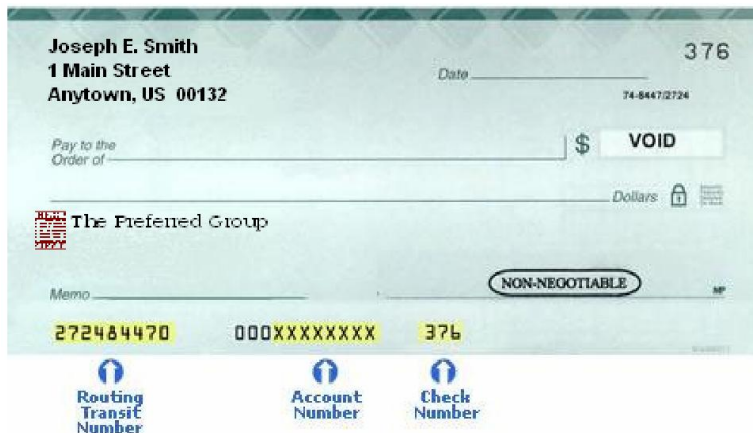 Joseph E. Smith
1 Main Street
Anytown, US 00132
376
Date
74-8447/2724
Pay to the
Order of
$ VOID
Dollars
The Preferred Group
Memo
NON-NEGOTIABLE
MP
272484470 000XXXXXXXX 376
Routing
Transit
Number
Account
Number
Check
Number